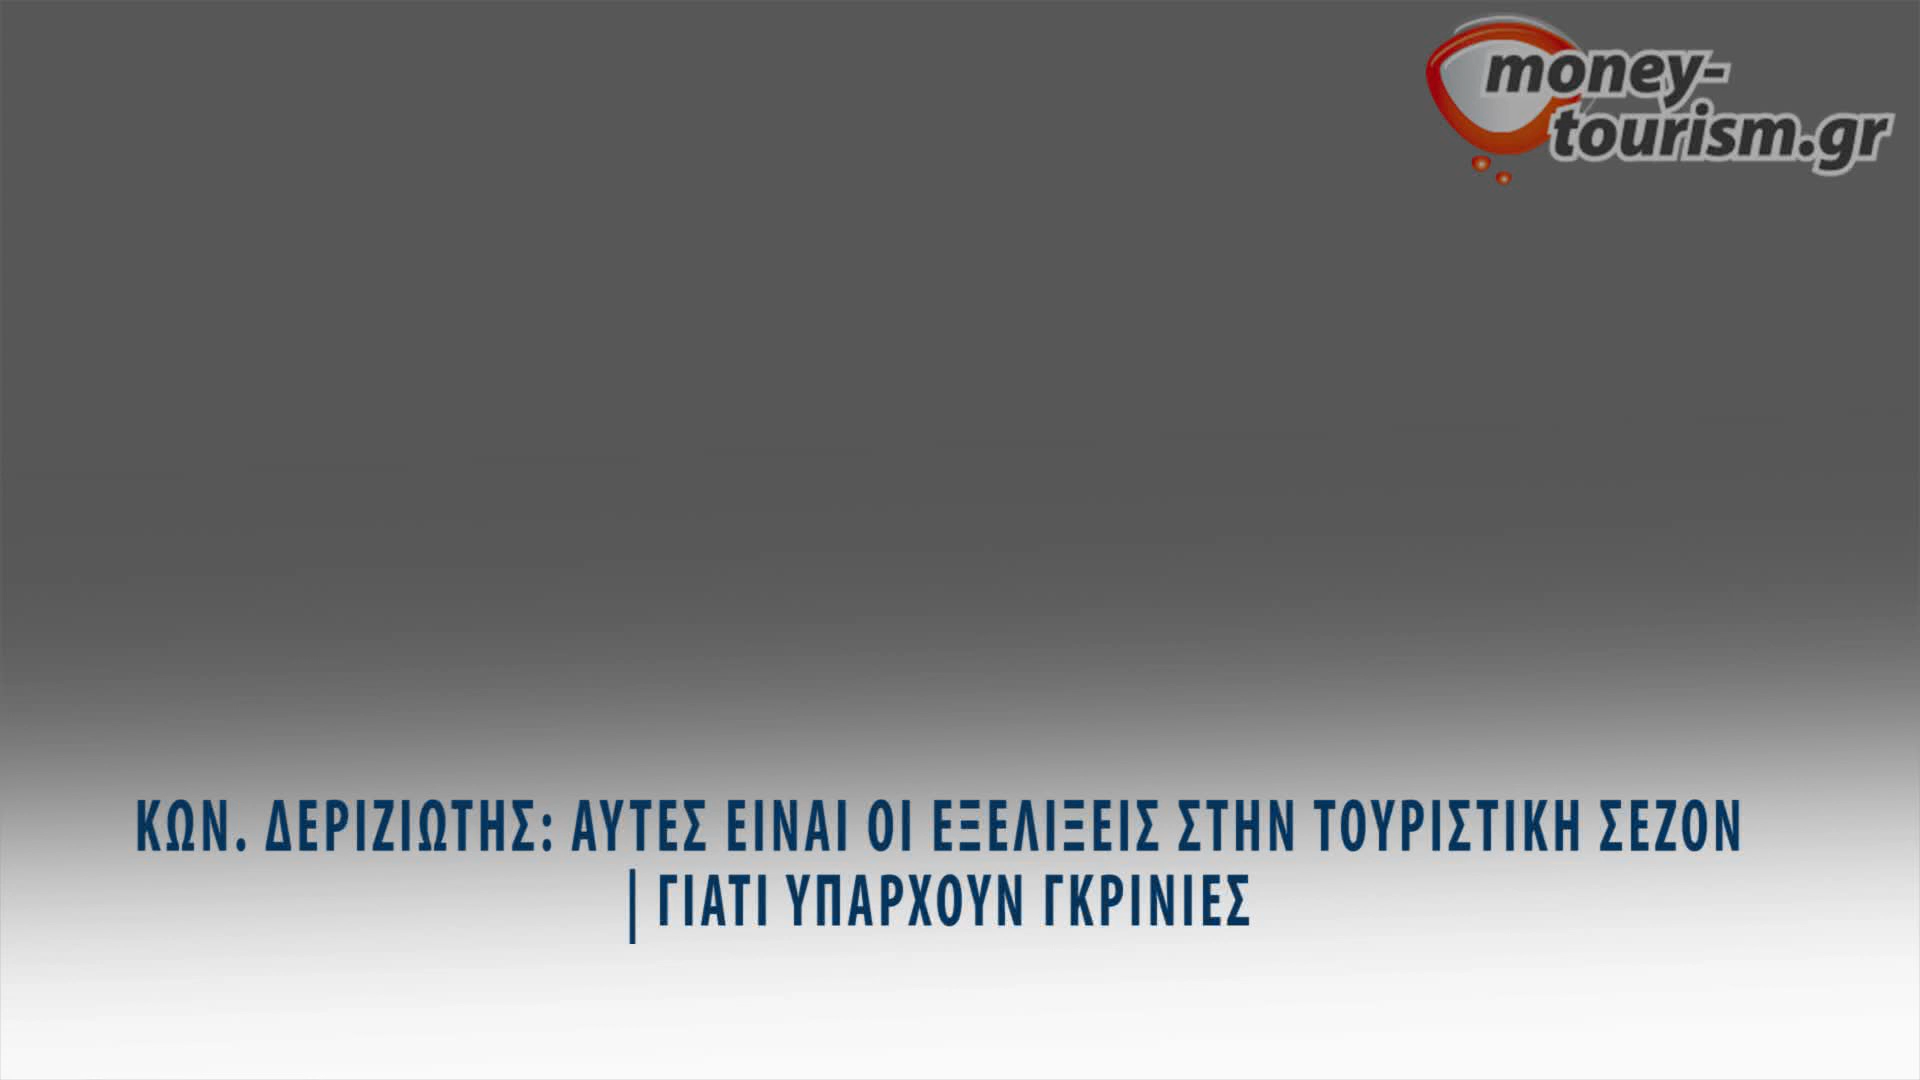 money-
tourism.gr
ΚΩΝ. ΔΕΡΙΖΙΩΤΗΣ: ΑΥΤΕΣ ΕΙΝΑΙ ΟΙ ΕΞΕΛΙΞΕΙΣ ΣΤΗΝ ΤΟΥΡΙΣΤΙΚΗ ΣΕΖΟΝ
| ΓΙΑΤΙ ΥΠΑΡΧΟΥΝ ΓΚΡΙΝΙΕΣ